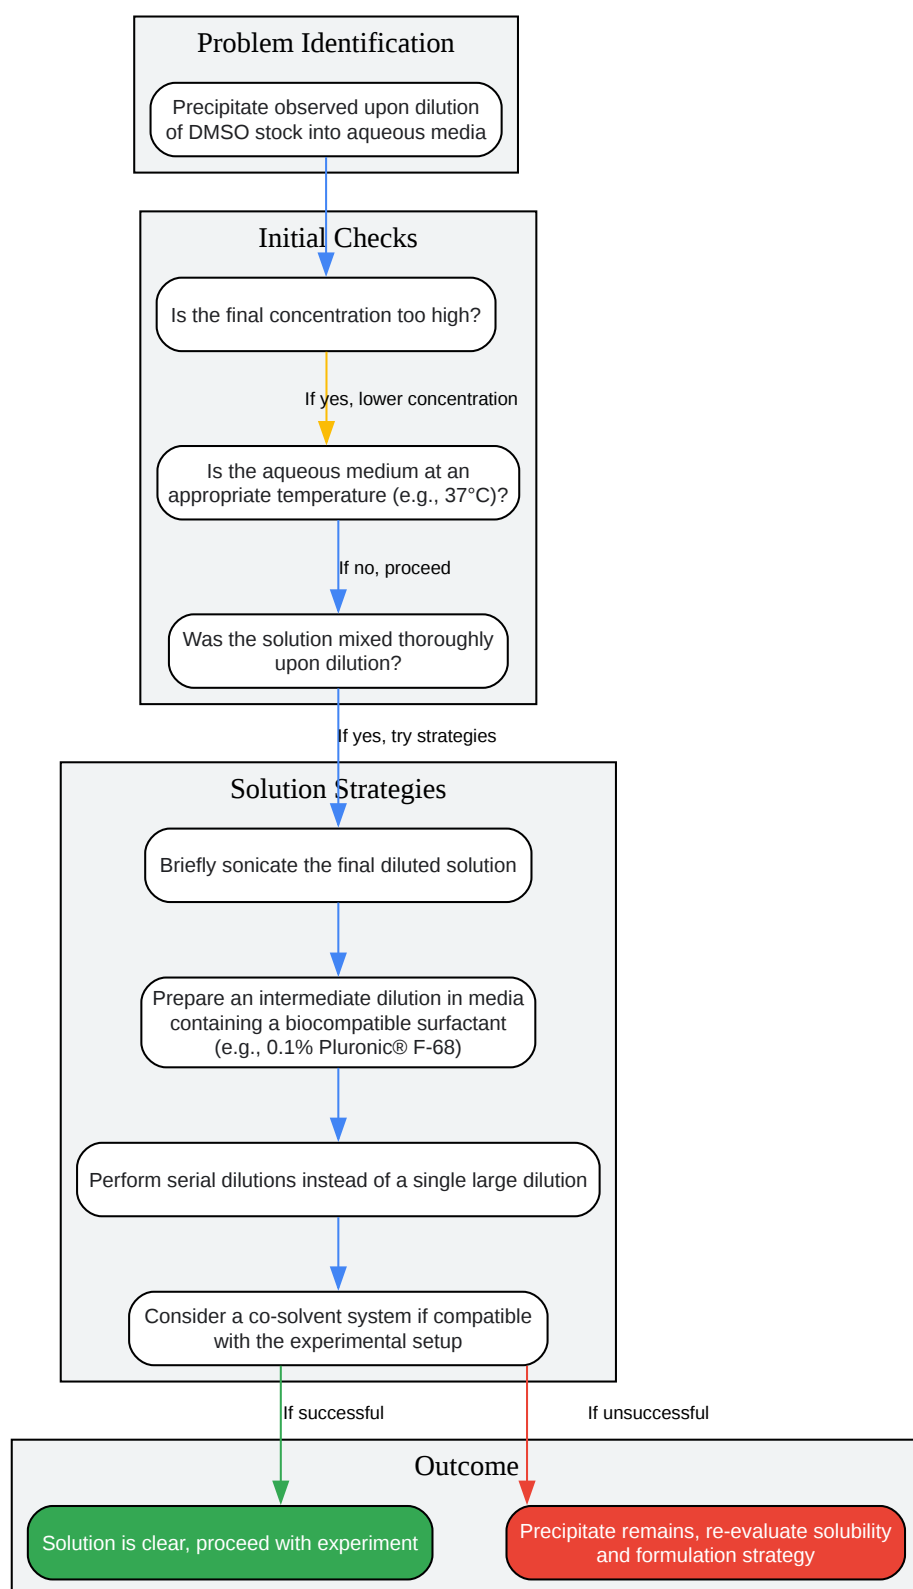 Problem Identification
Precipitate observed upon dilution
of DMSO stock into aqueous media
Initial Checks
Is the final concentration too high?
If yes, lower concentration
Is the aqueous medium at an
appropriate temperature (e.g., 37°C)?
If no, proceed
Was the solution mixed thoroughly
upon dilution?
If yes, try strategies
Solution Strategies
Briefly sonicate the final diluted solution
Prepare an intermediate dilution in media
containing a biocompatible surfactant
(e.g., 0.1% Pluronic® F-68)
Perform serial dilutions instead of a single large dilution
Consider a co-solvent system if compatible
with the experimental setup
If successful
If unsuccessful
Outcome
Solution is clear, proceed with experiment
Precipitate remains, re-evaluate solubility
and formulation strategy